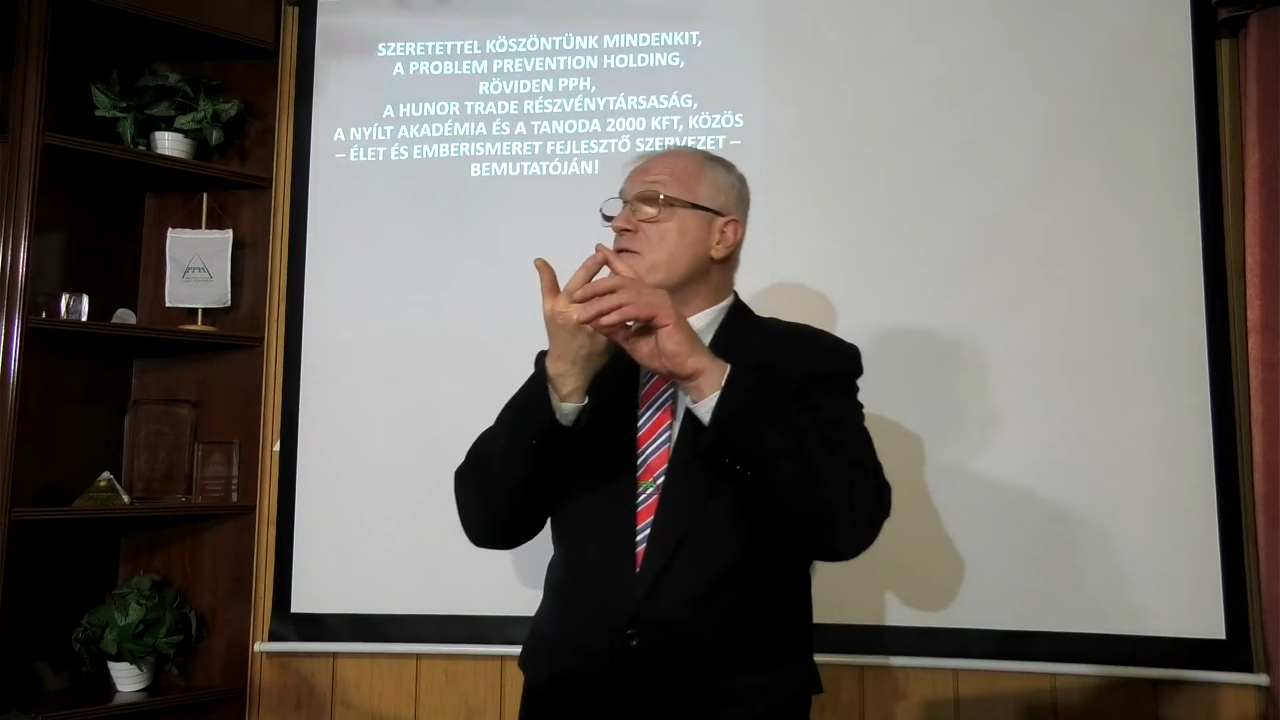 SZERETETTEL KÖSZÖNTÜNK MINDENKIT,
A PROBLEM PREVENTION HOLDING,
RÖVIDEN PPH,
A HUNOR TRADE RÉSZVÉNYTÁRSASÁG,
A NYÍLT AKADÉMIA ÉS A TANODA 2000 KFT, KÖZÖS
– ÉLET ÉS EMBERISMERET FEJLESZTŐ SZERVEZET –
BEMUTATÓJÁN!
PPH